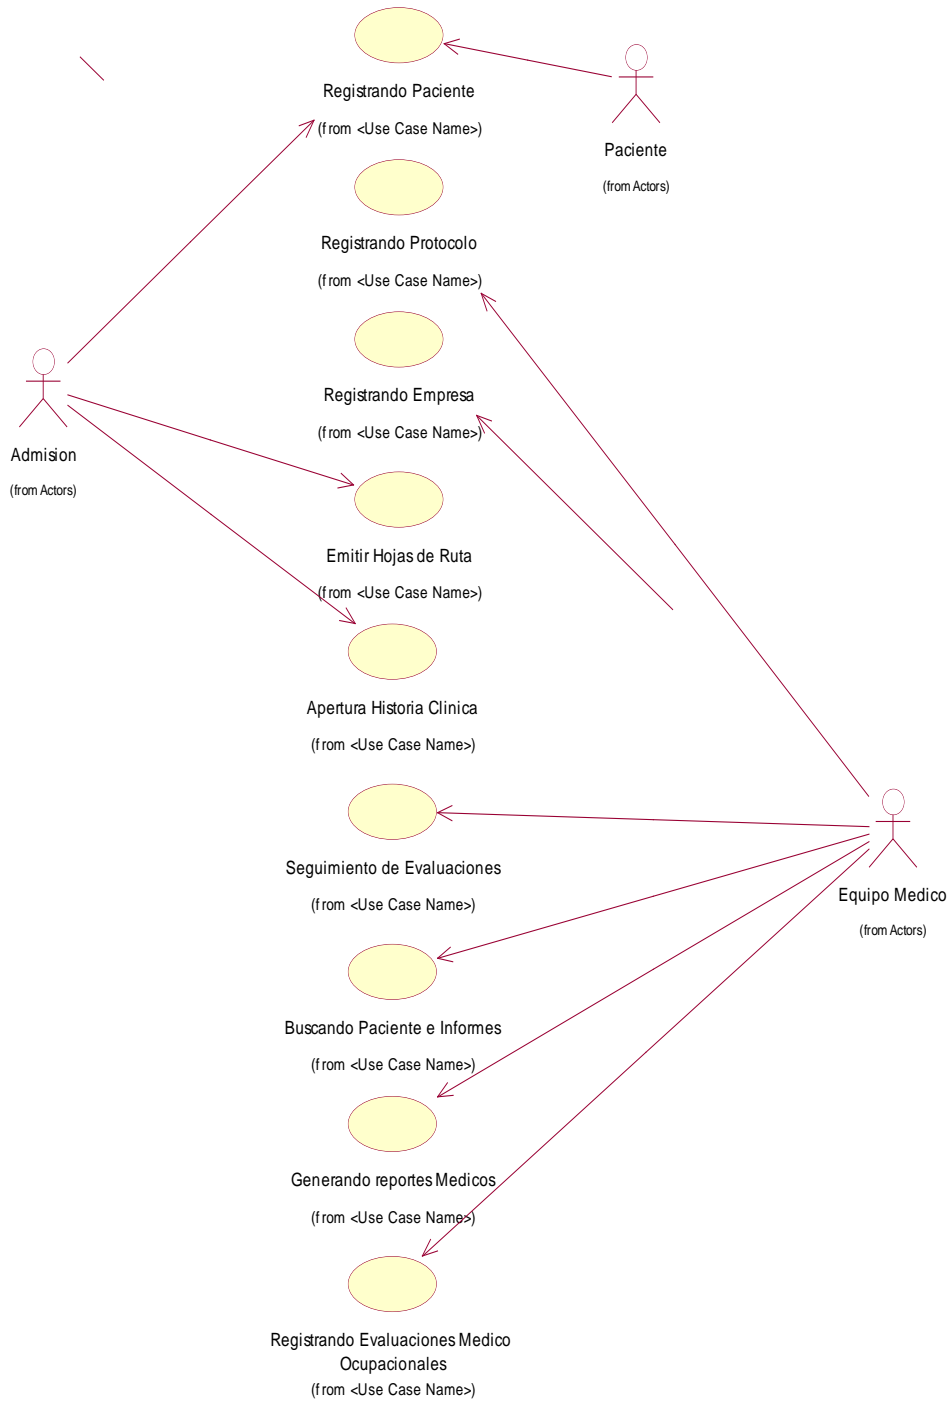 Registrando Paciente
(from <Use Case Name>)
Paciente
(from Actors)
Registrando Protocolo
(from <Use Case Name>)
Registrando Empresa
(from <Use Case Name>)
Admision
(from Actors)
Emitir Hojas de Ruta
(from <Use Case Name>)
Apertura Historia Clinica
(from <Use Case Name>)
Seguimiento de Evaluaciones
(from <Use Case Name>)
Equipo Medico
(from Actors)
Buscando Paciente e Informes
(from <Use Case Name>)
Generando reportes Medicos
(from <Use Case Name>)
Registrando Evaluaciones Medico
Ocupacionales
(from <Use Case Name>)